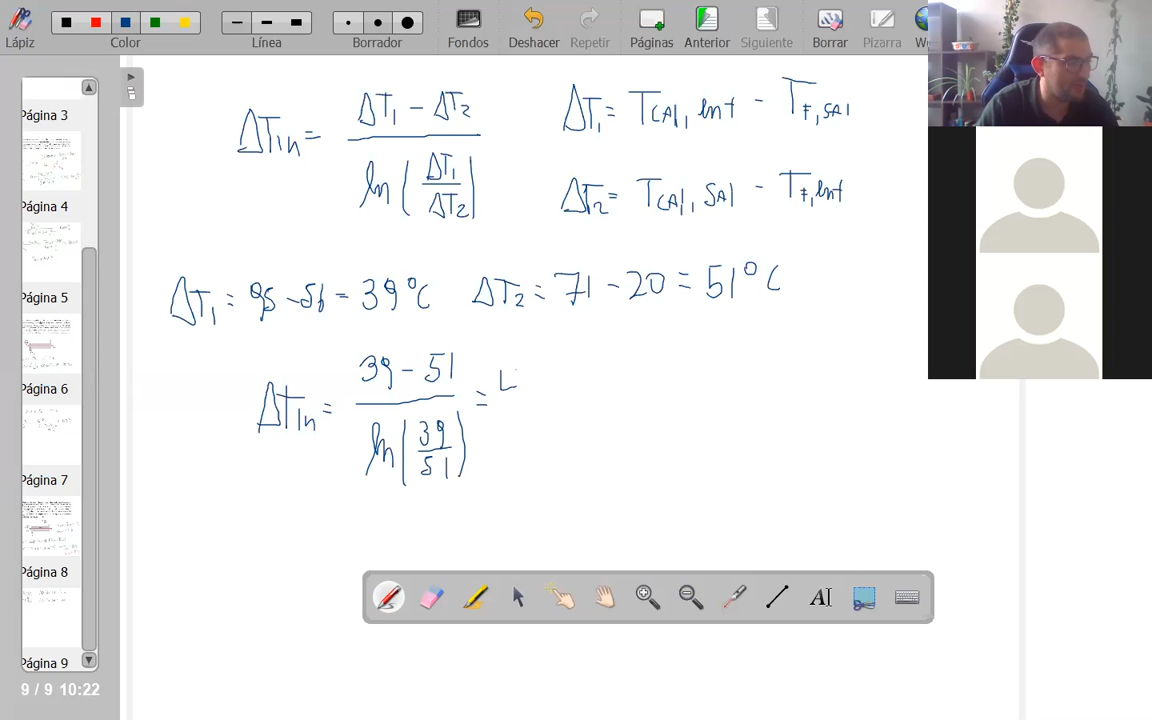 Lápiz Color Línea Borrador Fondos Deshacer Repetir Páginas Anterior Siguiente Borrar Pizarra
Página 3
Página 4
Página 5
Página 6
Página 7
Página 8
Página 9
9 / 9 10:22
ΔTln = (ΔT1 − ΔT2) / ln(ΔT1/ΔT2)
ΔT1 = TCAl, Ent − TF, SAl
ΔT2 = TCAl, SAl − TF, Ent
ΔT1 = 95 − 56 = 39°C ΔT2 = 71 − 20 = 51°C
ΔTln = (39 − 51) / ln(39/51) =
AI